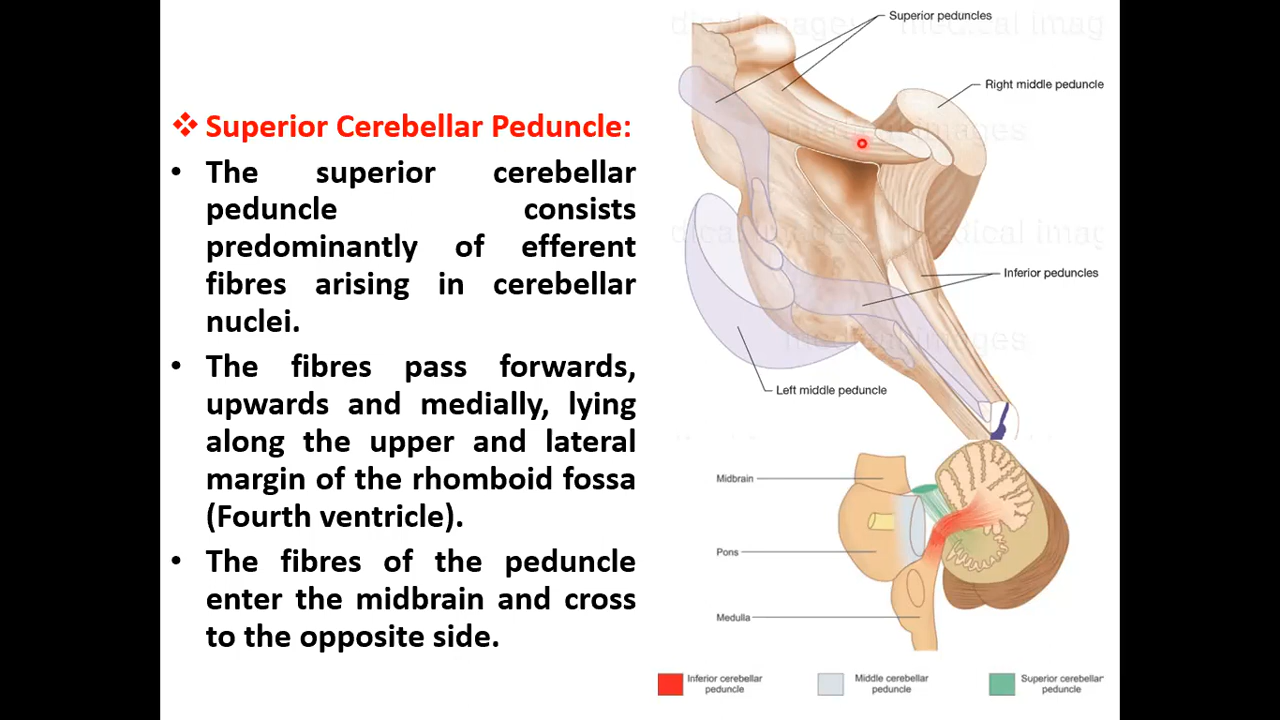 ❖ Superior Cerebellar Peduncle:
• The superior cerebellar
peduncle consists
predominantly of efferent
fibres arising in cerebellar
nuclei.
• The fibres pass forwards,
upwards and medially, lying
along the upper and lateral
margin of the rhomboid fossa
(Fourth ventricle).
• The fibres of the peduncle
enter the midbrain and cross
to the opposite side.
Superior peduncles
Right middle peduncle
Inferior peduncles
Left middle peduncle
Midbrain
Pons
Medulla
Inferior cerebellar
peduncle
Middle cerebellar
peduncle
Superior cerebellar
peduncle